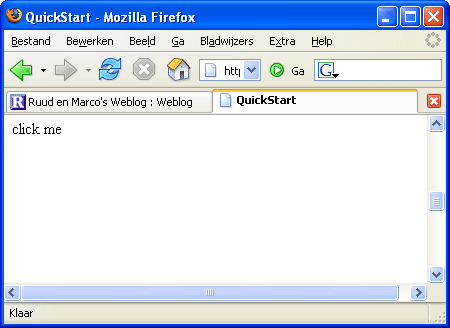 QuickStart - Mozilla Firefox
Bestand Bewerken Beeld Ga Bladwijzers Extra Help
http Ga G
R Ruud en Marco's Weblog : Weblog QuickStart
click me
Klaar